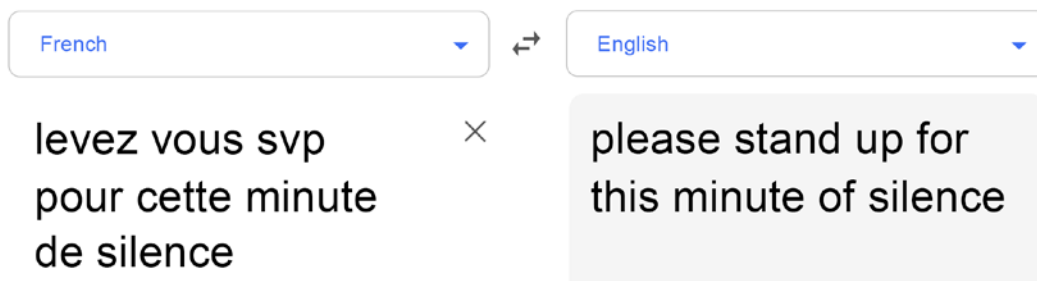 French
English
levez vous svp
pour cette minute
de silence
please stand up for
this minute of silence